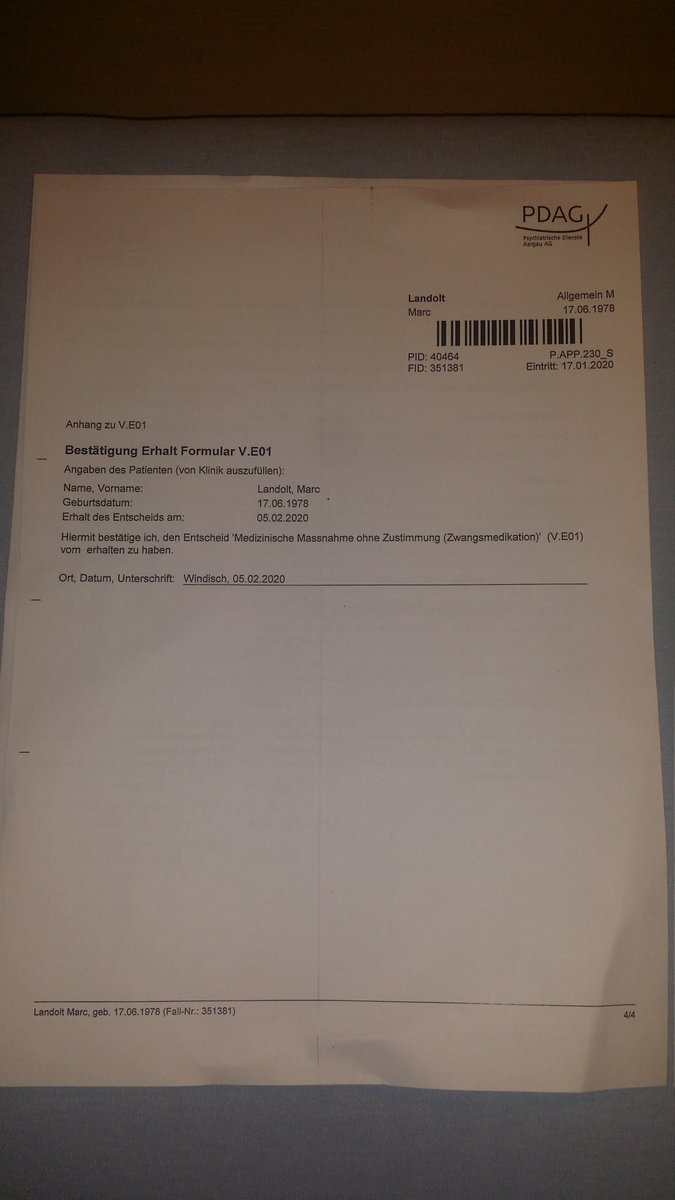 PDAG
Psychiatrische Dienste
Aargau AG
Landolt Allgemein M
Marc 17.06.1978
PID: 40464 P.APP.230_S
FID: 351381 Eintritt: 17.01.2020
Anhang zu V.E01
Bestätigung Erhalt Formular V.E01
Angaben des Patienten (von Klinik auszufüllen):
Name, Vorname: Landolt, Marc
Geburtsdatum: 17.06.1978
Erhalt des Entscheids am: 05.02.2020
Hiermit bestätige ich, den Entscheid 'Medizinische Massnahme ohne Zustimmung (Zwangsmedikation)' (V.E01)
vom erhalten zu haben.
Ort, Datum, Unterschrift: Windisch, 05.02.2020
Landolt Marc, geb. 17.06.1978 (Fall-Nr.: 351381) 4/4